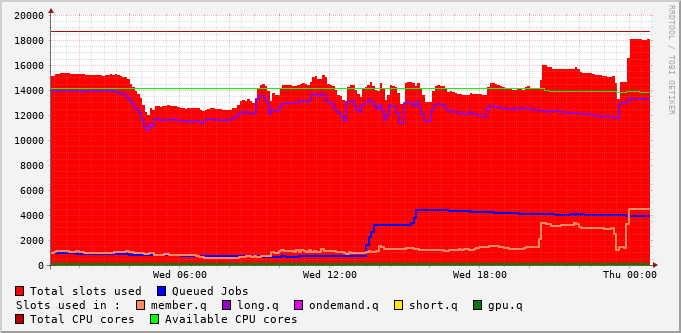 20000
18000
16000
14000
12000
10000
8000
6000
4000
2000
0
Wed 06:00 Wed 12:00 Wed 18:00 Thu 00:00
RRDTOOL / TOBI OETIKER
Total slots used Queued Jobs
Slots used in : member.q long.q ondemand.q short.q gpu.q
Total CPU cores Available CPU cores